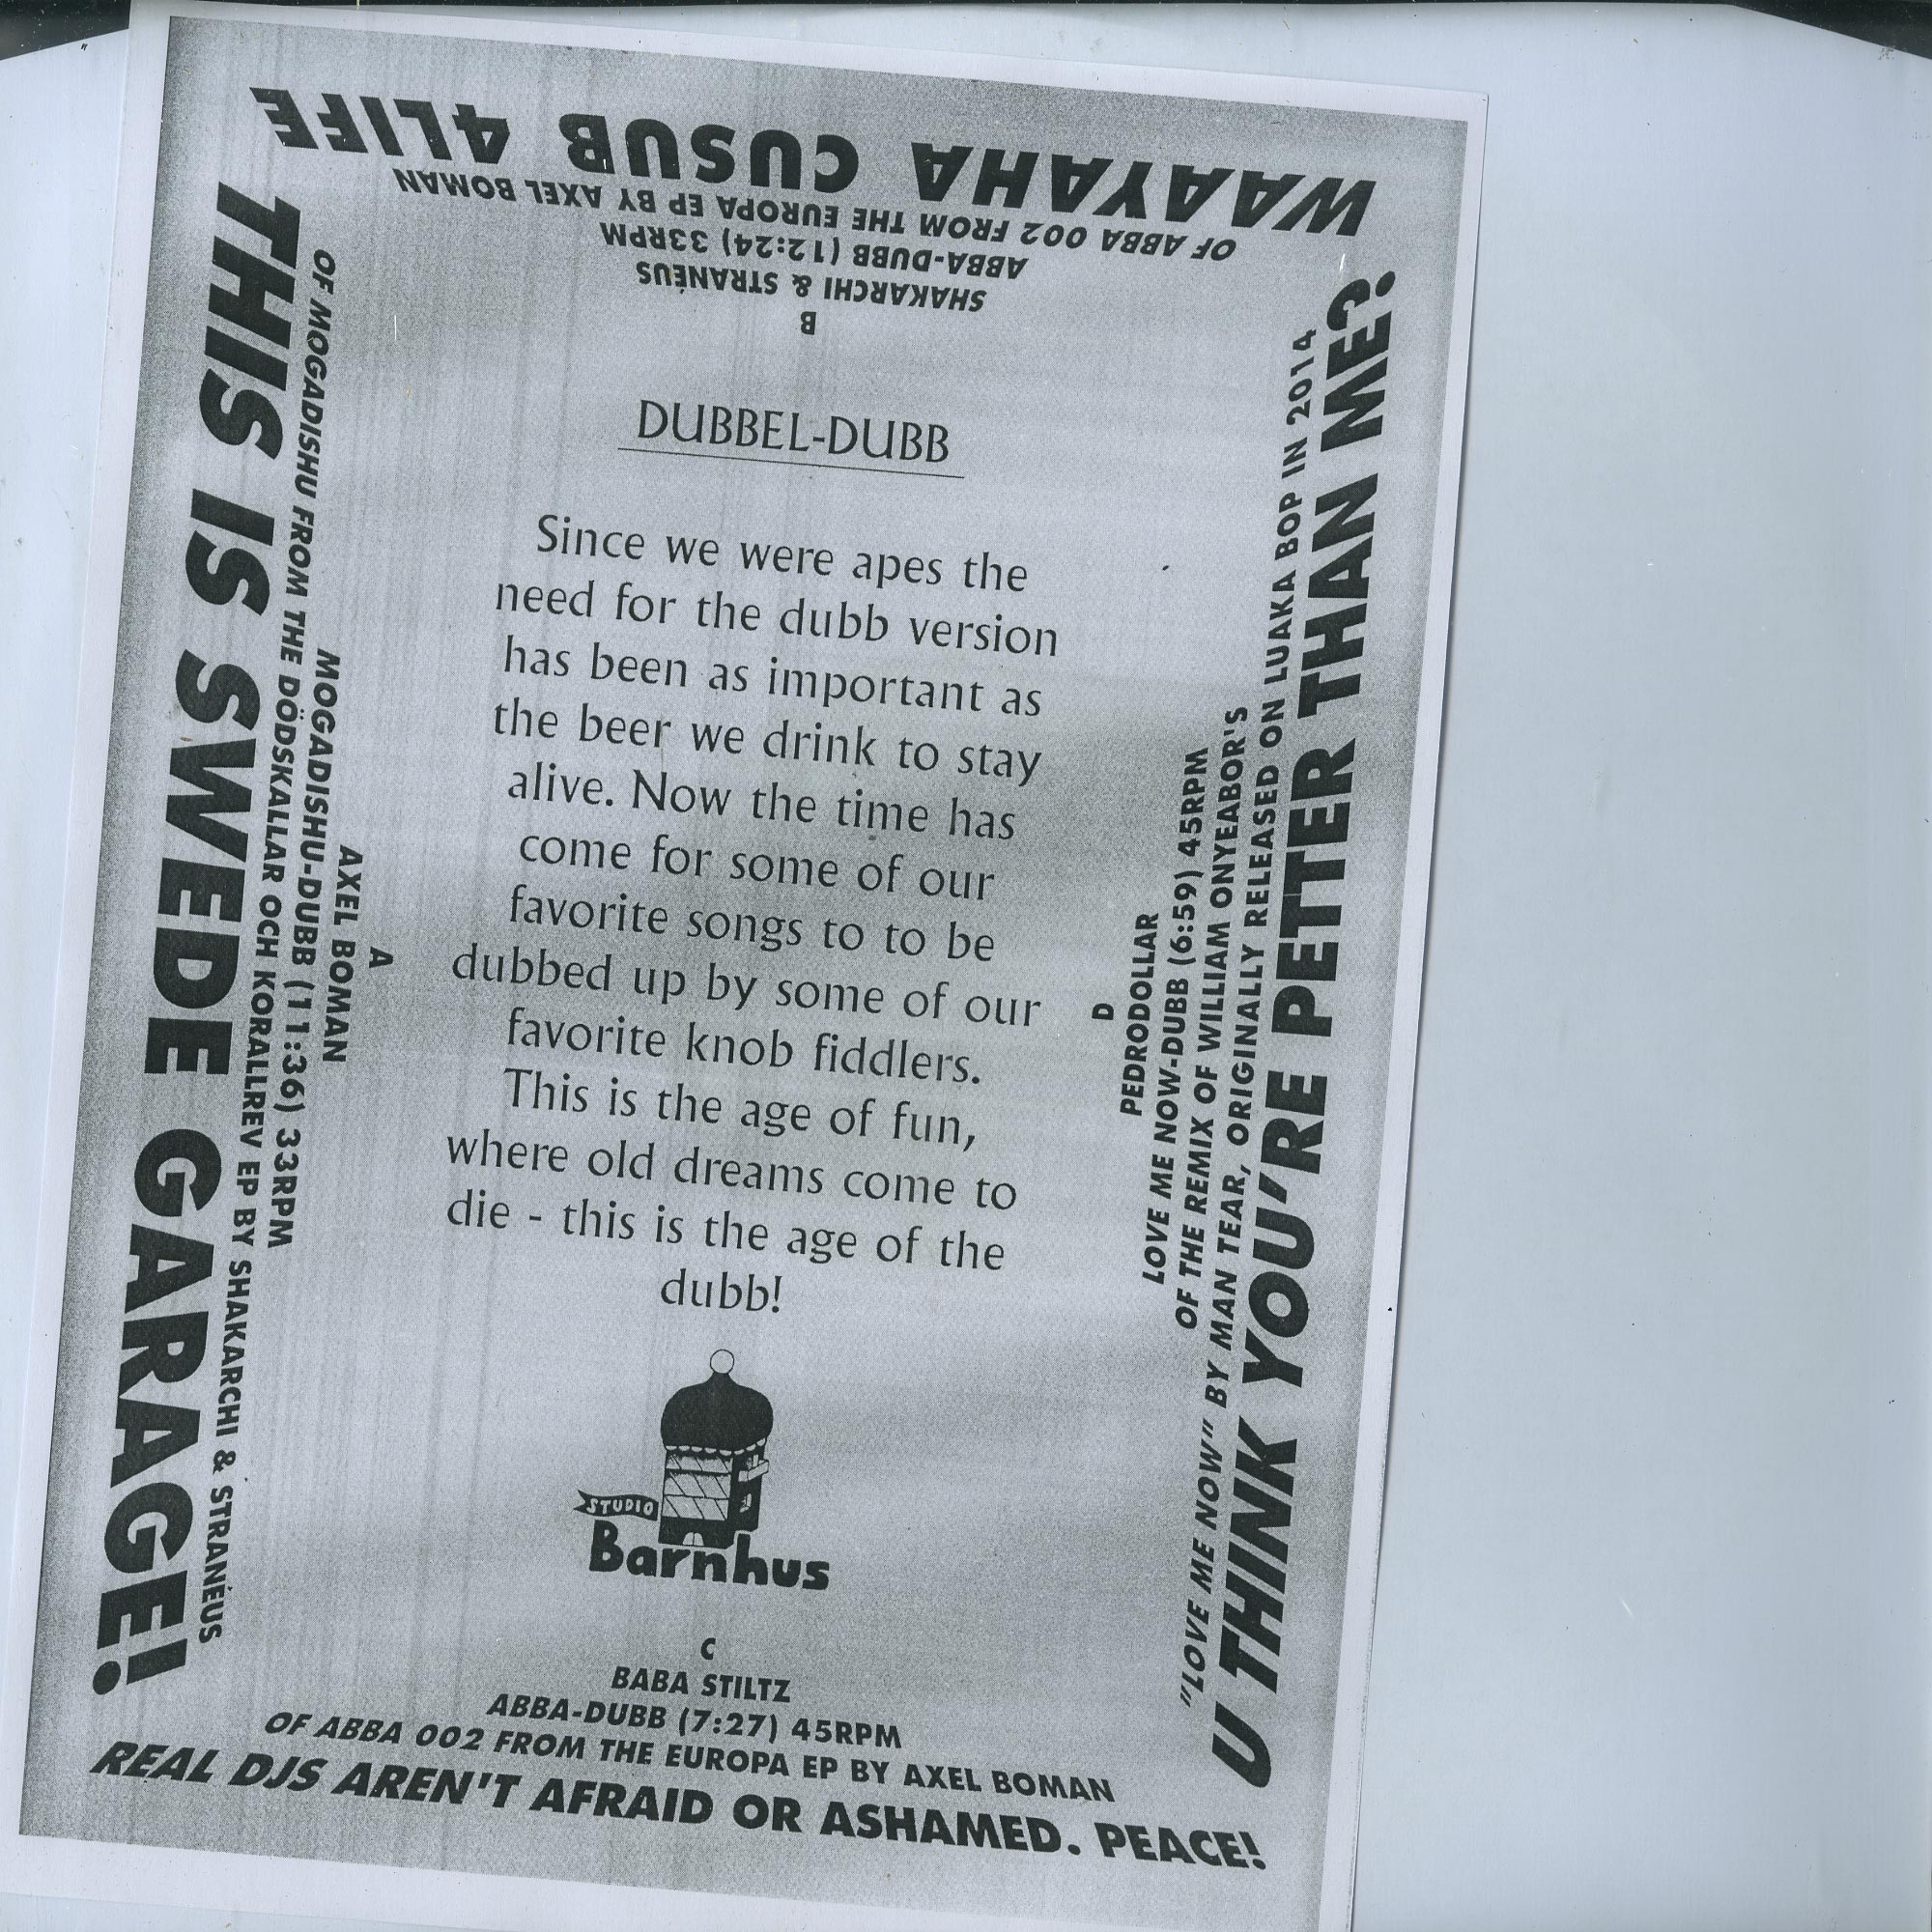 WAAYAHA CUSUB 4LIFE
OF ABBA 002 FROM THE EUROPA EP BY AXEL BOMAN
ABBA-DUBB (12:24) 33RPM
SHAKARCHI & STRANÉUS
B
THIS IS SWEDE GARAGE!
OF MOGADISHU FROM THE DÖDSKALLAR OCH KORALLREV EP BY SHAKARCHI & STRANÉUS
MOGADISHU-DUBB (11:36) 33RPM
AXEL BOMAN
A
DUBBEL-DUBB
Since we were apes the
need for the dubb version
has been as important as
the beer we drink to stay
alive. Now the time has
come for some of our
favorite songs to to be
dubbed up by some of our
favorite knob fiddlers.
This is the age of fun,
where old dreams come to
die - this is the age of the
dubb!
STUDIO
Barnhus
D
PEDRODOLLAR
LOVE ME NOW-DUBB (6:59) 45RPM
OF THE REMIX OF WILLIAM ONYEABOR'S
"LOVE ME NOW" BY MAN TEAR, ORIGINALLY RELEASED ON LUAKA BOP IN 2014
U THINK YOU'RE PETTER THAN ME?
C
BABA STILTZ
ABBA-DUBB (7:27) 45RPM
OF ABBA 002 FROM THE EUROPA EP BY AXEL BOMAN
REAL DJS AREN'T AFRAID OR ASHAMED. PEACE!